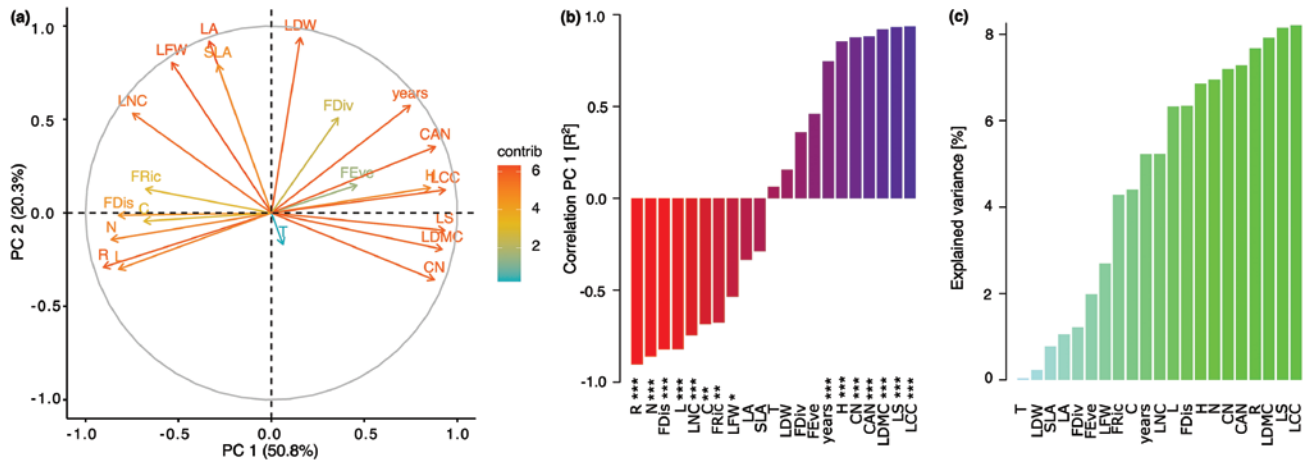 (a)
1.0
0.5
0.0
-0.5
-1.0
PC 2 (20.3%)
-1.0
-0.5
0.0
0.5
1.0
PC 1 (50.8%)
LA
LDW
LFW
SLA
LNC
FDiv
years
CAN
FRic
FEve
H
LCC
FDis
C
N
LS
T
LDMC
R
L
CN
contrib
6
4
2
(b)
Correlation PC 1 [R²]
1.0
0.5
0
-0.5
-1.0
R ***
N ***
FDis ***
L ***
LNC ***
C **
FRic **
LFW *
LA
SLA
T
LDW
FDiv
FEve
years ***
H ***
CN ***
CAN ***
LDMC ***
LS ***
LCC ***
(c)
Explained variance [%]
8
6
4
2
0
T
LDW
SLA
LA
FDiv
FEve
LFW
FRic
C
years
LNC
L
FDis
H
N
CN
CAN
R
LDMC
LS
LCC